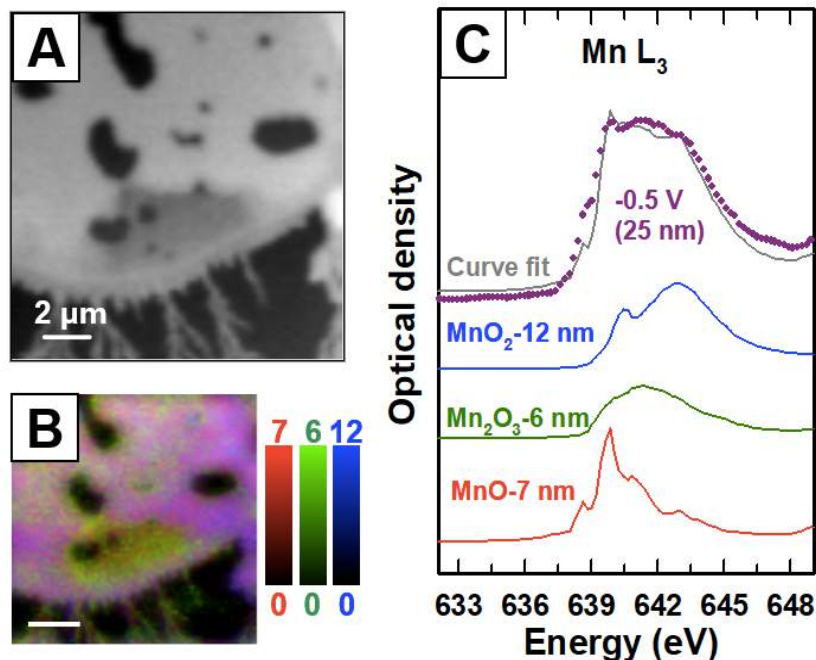 A
2 µm
B
7 6 12
0 0 0
C
Mn L₃
Optical density
-0.5 V
(25 nm)
Curve fit
MnO₂-12 nm
Mn₂O₃-6 nm
MnO-7 nm
633 636 639 642 645 648
Energy (eV)